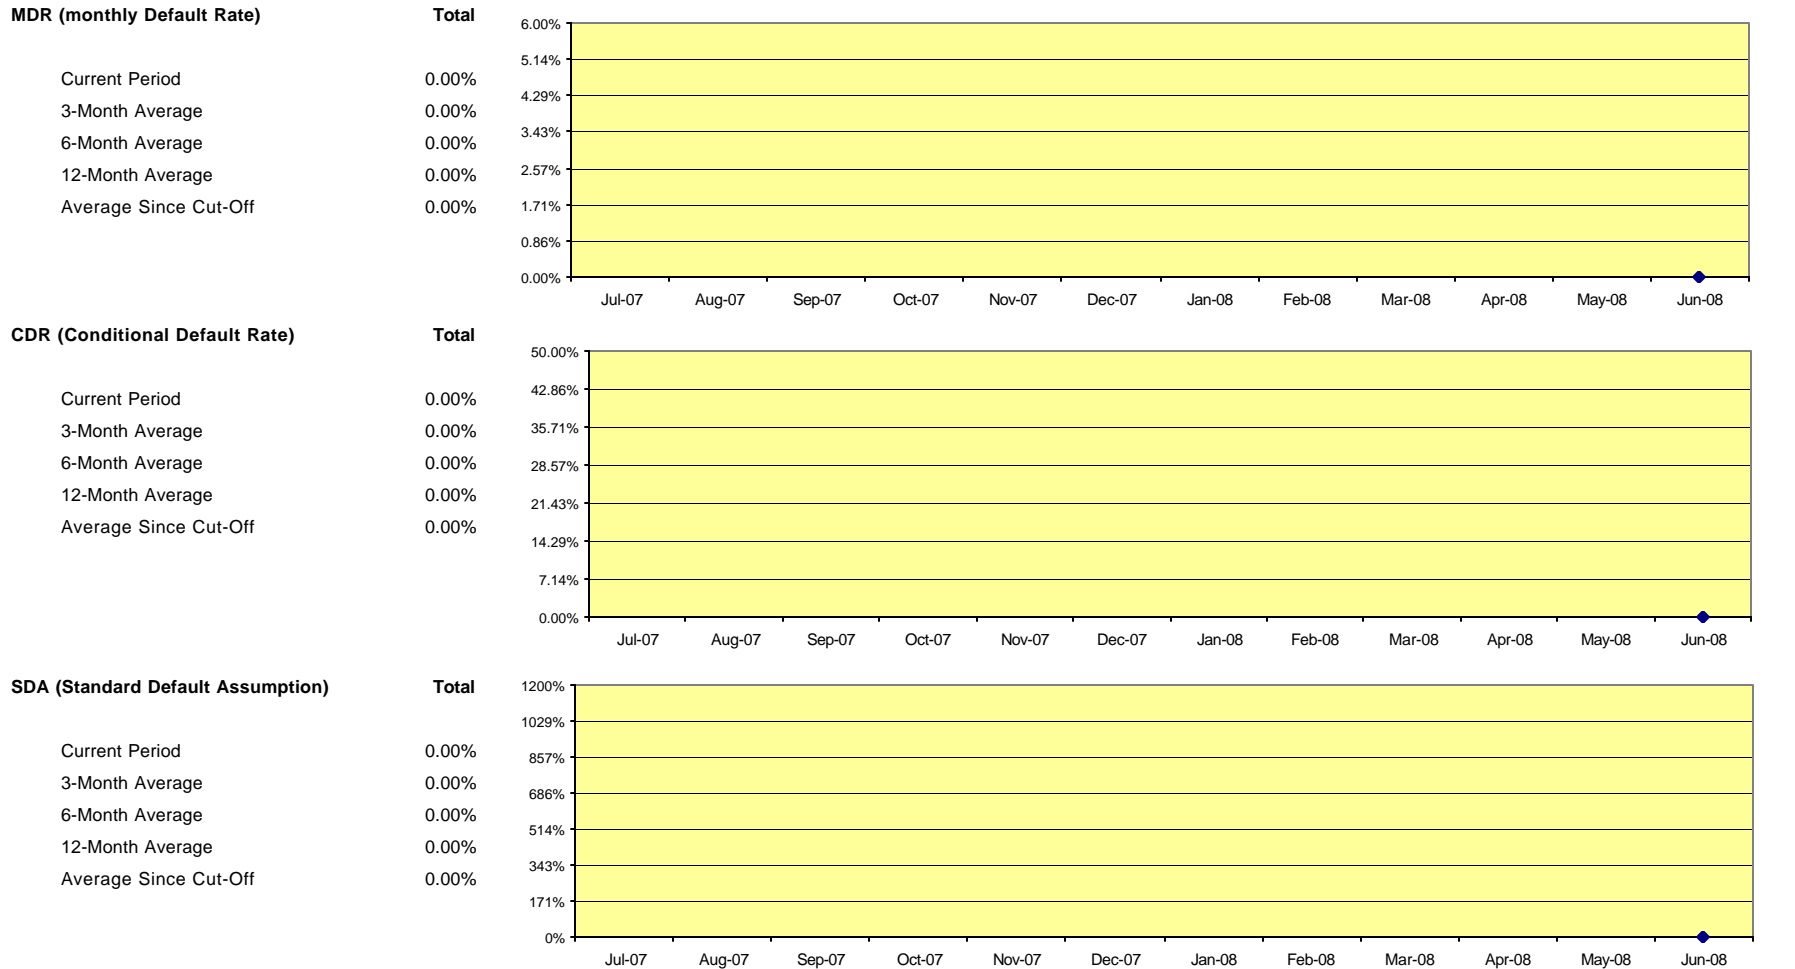 MDR (monthly Default Rate) Total
Current Period 0.00%
3-Month Average 0.00%
6-Month Average 0.00%
12-Month Average 0.00%
Average Since Cut-Off 0.00%
6.00%
5.14%
4.29%
3.43%
2.57%
1.71%
0.86%
0.00%
Jul-07 Aug-07 Sep-07 Oct-07 Nov-07 Dec-07 Jan-08 Feb-08 Mar-08 Apr-08 May-08 Jun-08
CDR (Conditional Default Rate) Total
Current Period 0.00%
3-Month Average 0.00%
6-Month Average 0.00%
12-Month Average 0.00%
Average Since Cut-Off 0.00%
50.00%
42.86%
35.71%
28.57%
21.43%
14.29%
7.14%
0.00%
Jul-07 Aug-07 Sep-07 Oct-07 Nov-07 Dec-07 Jan-08 Feb-08 Mar-08 Apr-08 May-08 Jun-08
SDA (Standard Default Assumption) Total
Current Period 0.00%
3-Month Average 0.00%
6-Month Average 0.00%
12-Month Average 0.00%
Average Since Cut-Off 0.00%
1200%
1029%
857%
686%
514%
343%
171%
0%
Jul-07 Aug-07 Sep-07 Oct-07 Nov-07 Dec-07 Jan-08 Feb-08 Mar-08 Apr-08 May-08 Jun-08